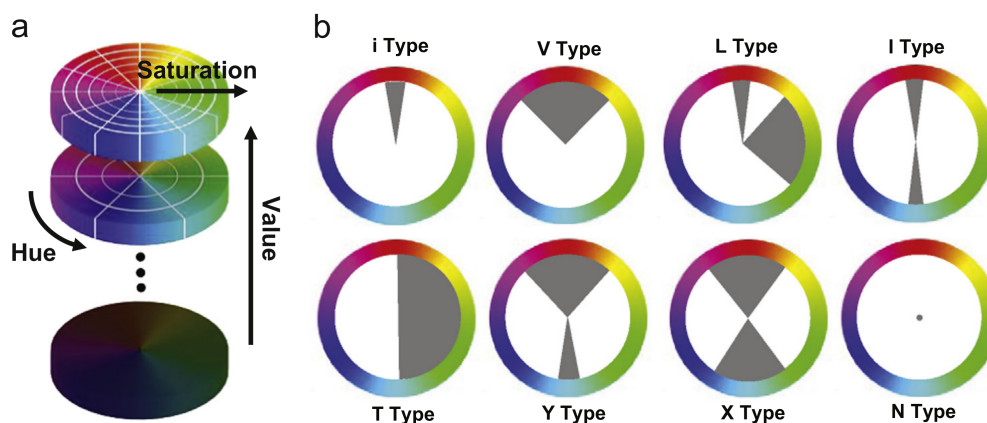 a
Saturation
Hue
Value
b
i Type
V Type
L Type
I Type
T Type
Y Type
X Type
N Type